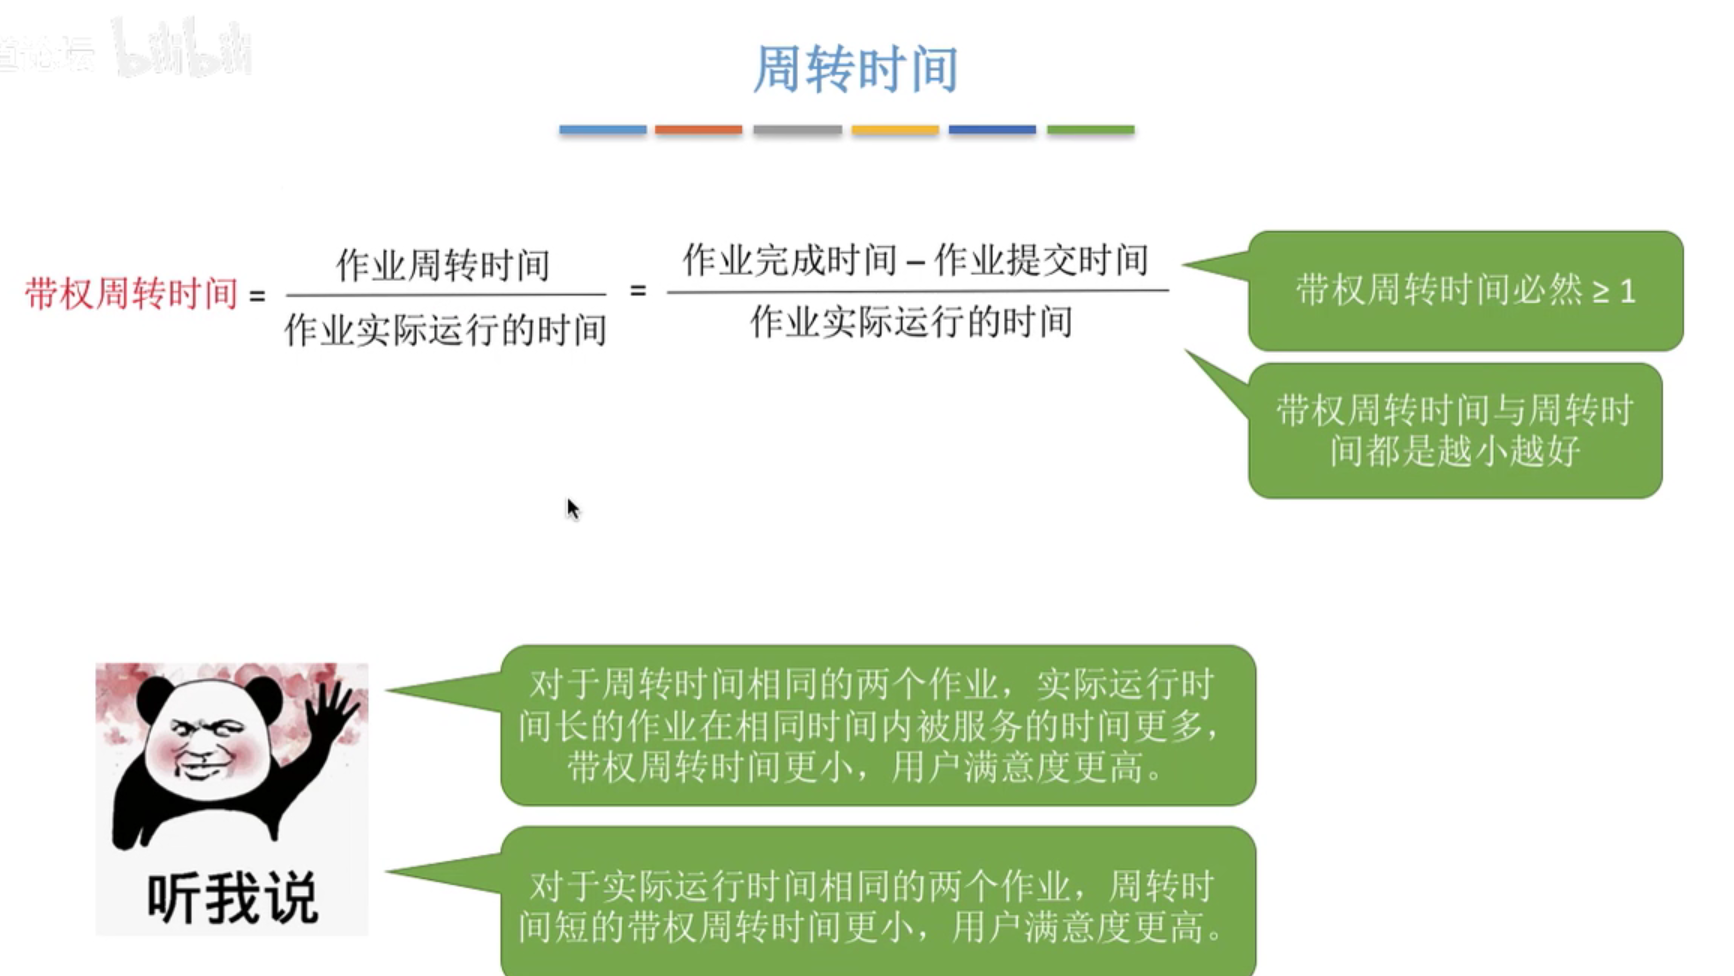 bilibili
周转时间
作业周转时间
作业完成时间 – 作业提交时间
带权周转时间 =
=
作业实际运行的时间
作业实际运行的时间
带权周转时间必然 ≥ 1
带权周转时间与周转时
间都是越小越好
对于周转时间相同的两个作业，实际运行时
间长的作业在相同时间内被服务的时间更多，
带权周转时间更小，用户满意度更高。
听我说
对于实际运行时间相同的两个作业，周转时
间短的带权周转时间更小，用户满意度更高。